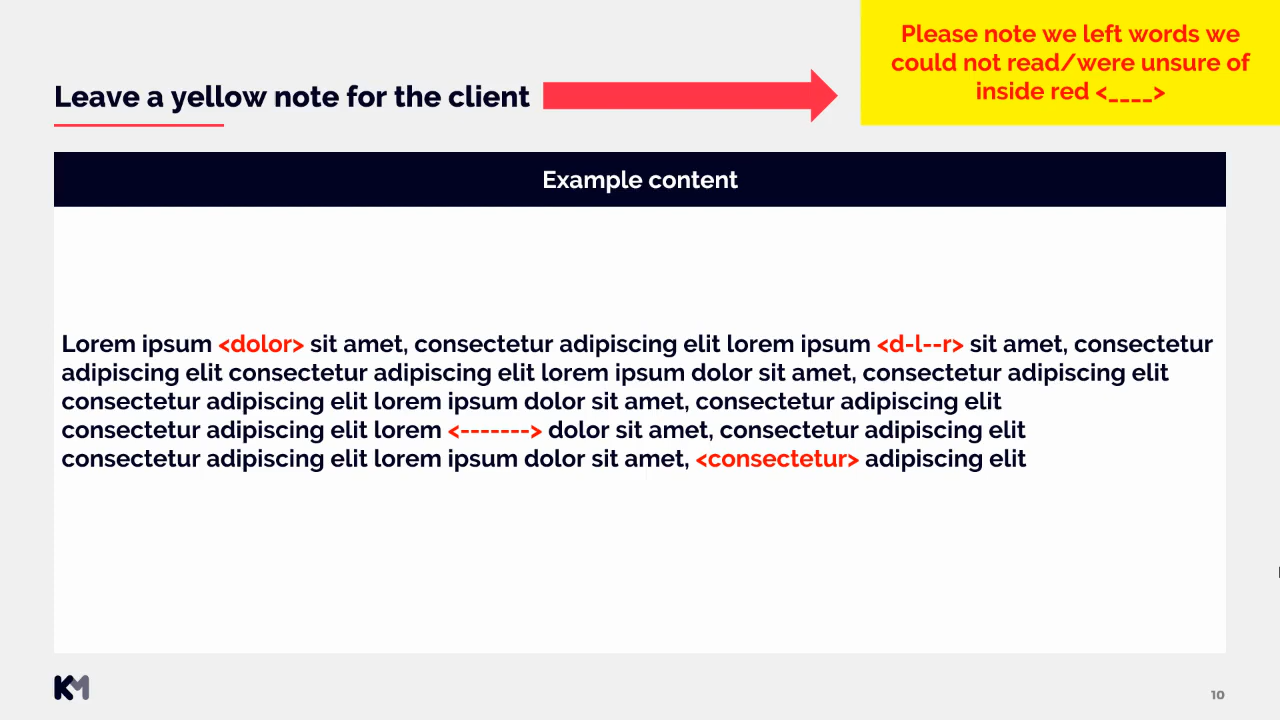 Please note we left words we
could not read/were unsure of
inside red <____>
Leave a yellow note for the client
Example content
Lorem ipsum <dolor> sit amet, consectetur adipiscing elit lorem ipsum <d-l--r> sit amet, consectetur
adipiscing elit consectetur adipiscing elit lorem ipsum dolor sit amet, consectetur adipiscing elit
consectetur adipiscing elit lorem ipsum dolor sit amet, consectetur adipiscing elit
consectetur adipiscing elit lorem <-------> dolor sit amet, consectetur adipiscing elit
consectetur adipiscing elit lorem ipsum dolor sit amet, <consectetur> adipiscing elit
KM
10